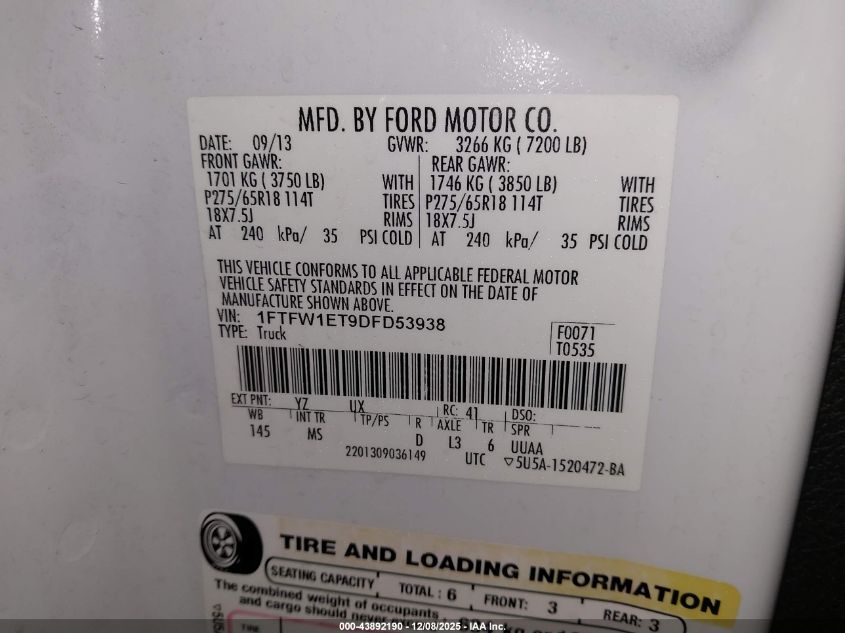 MFD. BY FORD MOTOR CO.
DATE: 09/13 GVWR: 3266 KG ( 7200 LB)
FRONT GAWR: REAR GAWR:
1701 KG ( 3750 LB) WITH 1746 KG ( 3850 LB) WITH
P275/65R18 114T TIRES P275/65R18 114T TIRES
18X7.5J RIMS 18X7.5J RIMS
AT 240 kPa/ 35 PSI COLD AT 240 kPa/ 35 PSI COLD
THIS VEHICLE CONFORMS TO ALL APPLICABLE FEDERAL MOTOR
VEHICLE SAFETY STANDARDS IN EFFECT ON THE DATE OF
MANUFACTURE SHOWN ABOVE.
VIN: 1FTFW1ET9DFD53938
TYPE: Truck
F0071
T0535
EXT PNT: YZ UX RC: 41 DSO:
WB INT TR TP/PS R AXLE TR SPR
145 MS D L3 6 UUAA
2201309036149 UTC ▽5U5A-1520472-BA
TIRE AND LOADING INFORMATION
SEATING CAPACITY TOTAL : 6 FRONT: 3 REAR: 3
The combined weight of occupants
and cargo should never
TIRE
000-43892190 - 12/08/2025 - IAA Inc.